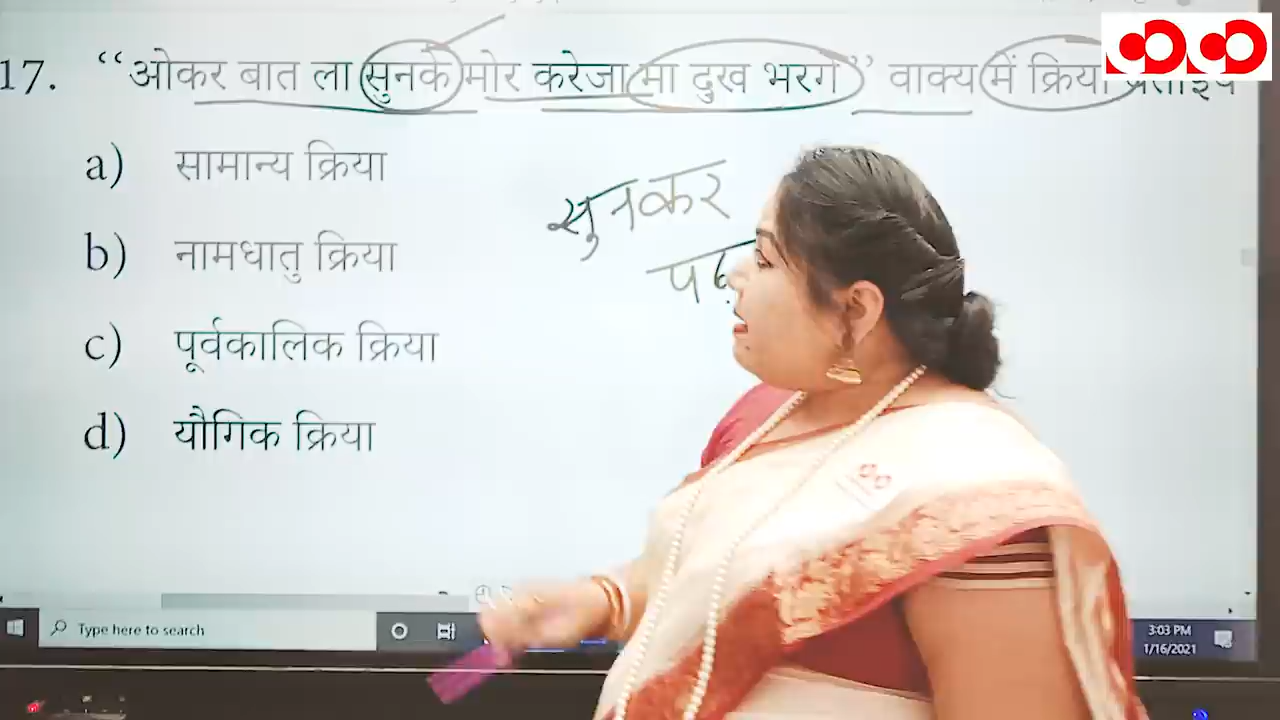 17. “ओकर बात ला सुनके मोर करेजा मा दुख भरगे” वाक्य में क्रिया
a) सामान्य क्रिया
b) नामधातु क्रिया
c) पूर्वकालिक क्रिया
d) यौगिक क्रिया
सुनकर
Type here to search
3:03 PM
1/16/2021